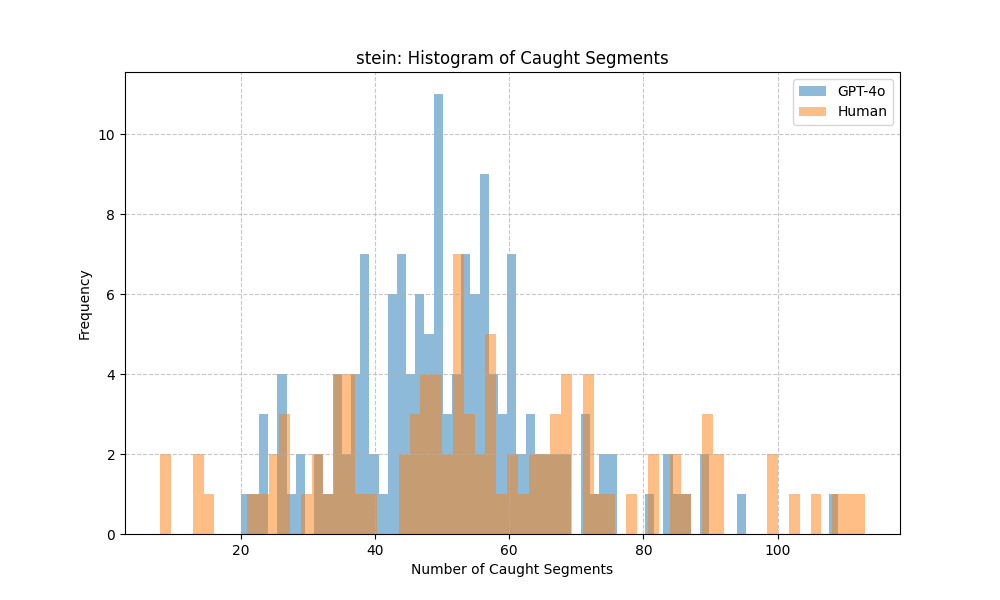 stein: Histogram of Caught Segments
GPT-4o
Human
Frequency
10
8
6
4
2
0
20 40 60 80 100
Number of Caught Segments